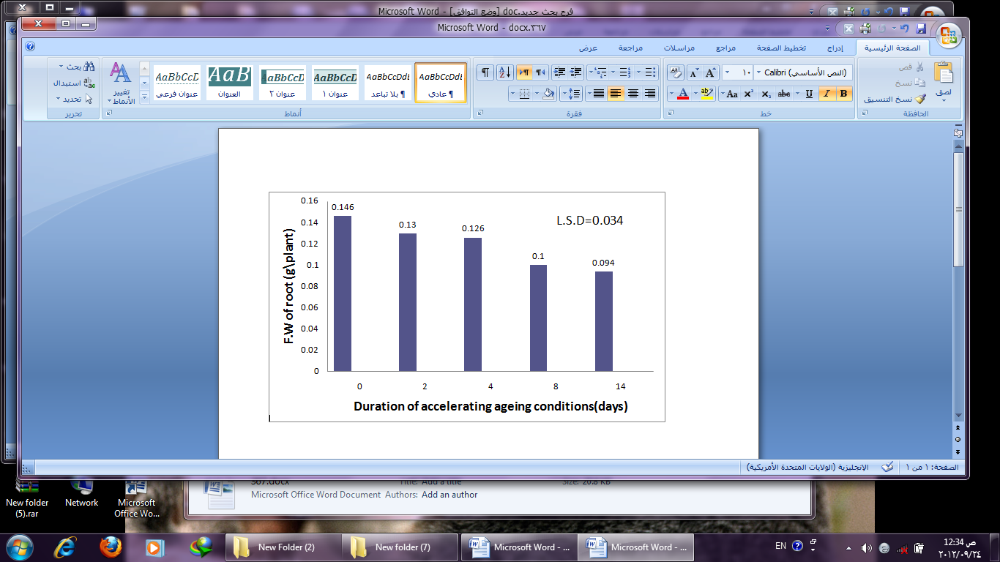 فرح بحث جديد.doc [وضع التوافق] - Microsoft Word
٣٦٧.docx - Microsoft Word
الصفحة الرئيسية
إدراج
تخطيط الصفحة
مراجع
مراسلات
مراجعة
عرض
لصق
قص
نسخ
نسخ التنسيق
الحافظة
Calibri (النص الأساسي)
١٠
B I U abc x₂ x² Aa
خط
فقرة
AaBbCcDdI
¶ عادي
AaBbCcDdI
¶ بلا تباعد
AaBbCcD
عنوان ١
AaBbCcD
عنوان ٢
AaB
العنوان
AaBbCcD
عنوان فرعي
تغيير الأنماط
أنماط
بحث
استبدال
تحديد
تحرير
F.W of root (g\plant)
0.16
0.14
0.12
0.1
0.08
0.06
0.04
0.02
0
0.146
0.13
0.126
0.1
0.094
L.S.D=0.034
0 2 4 8 14
Duration of accelerating ageing conditions(days)
الصفحة: ١ من ١
الإنجليزية (الولايات المتحدة الأمريكية)
367.docx Title: Add a title Size: 20.8 KB
Microsoft Office Word Document Authors: Add an author
New folder (5).rar
Network
Microsoft Office Wo...
New Folder (2)
New folder (7)
Microsoft Word - ...
Microsoft Word - ...
EN
12:34 ص
٢٠١٢/٠٩/٢٤